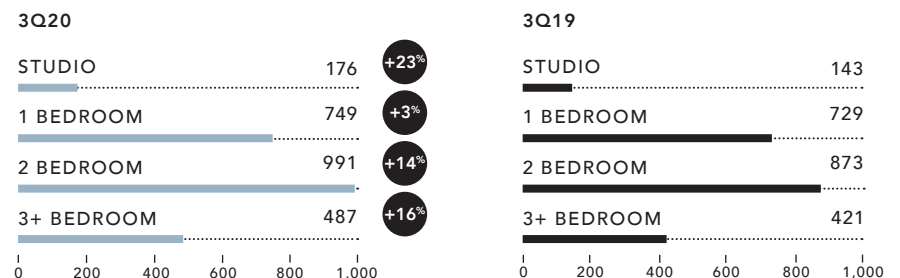 3Q20
STUDIO 176 +23%
1 BEDROOM 749 +3%
2 BEDROOM 991 +14%
3+ BEDROOM 487 +16%
0 200 400 600 800 1,000
3Q19
STUDIO 143
1 BEDROOM 729
2 BEDROOM 873
3+ BEDROOM 421
0 200 400 600 800 1,000